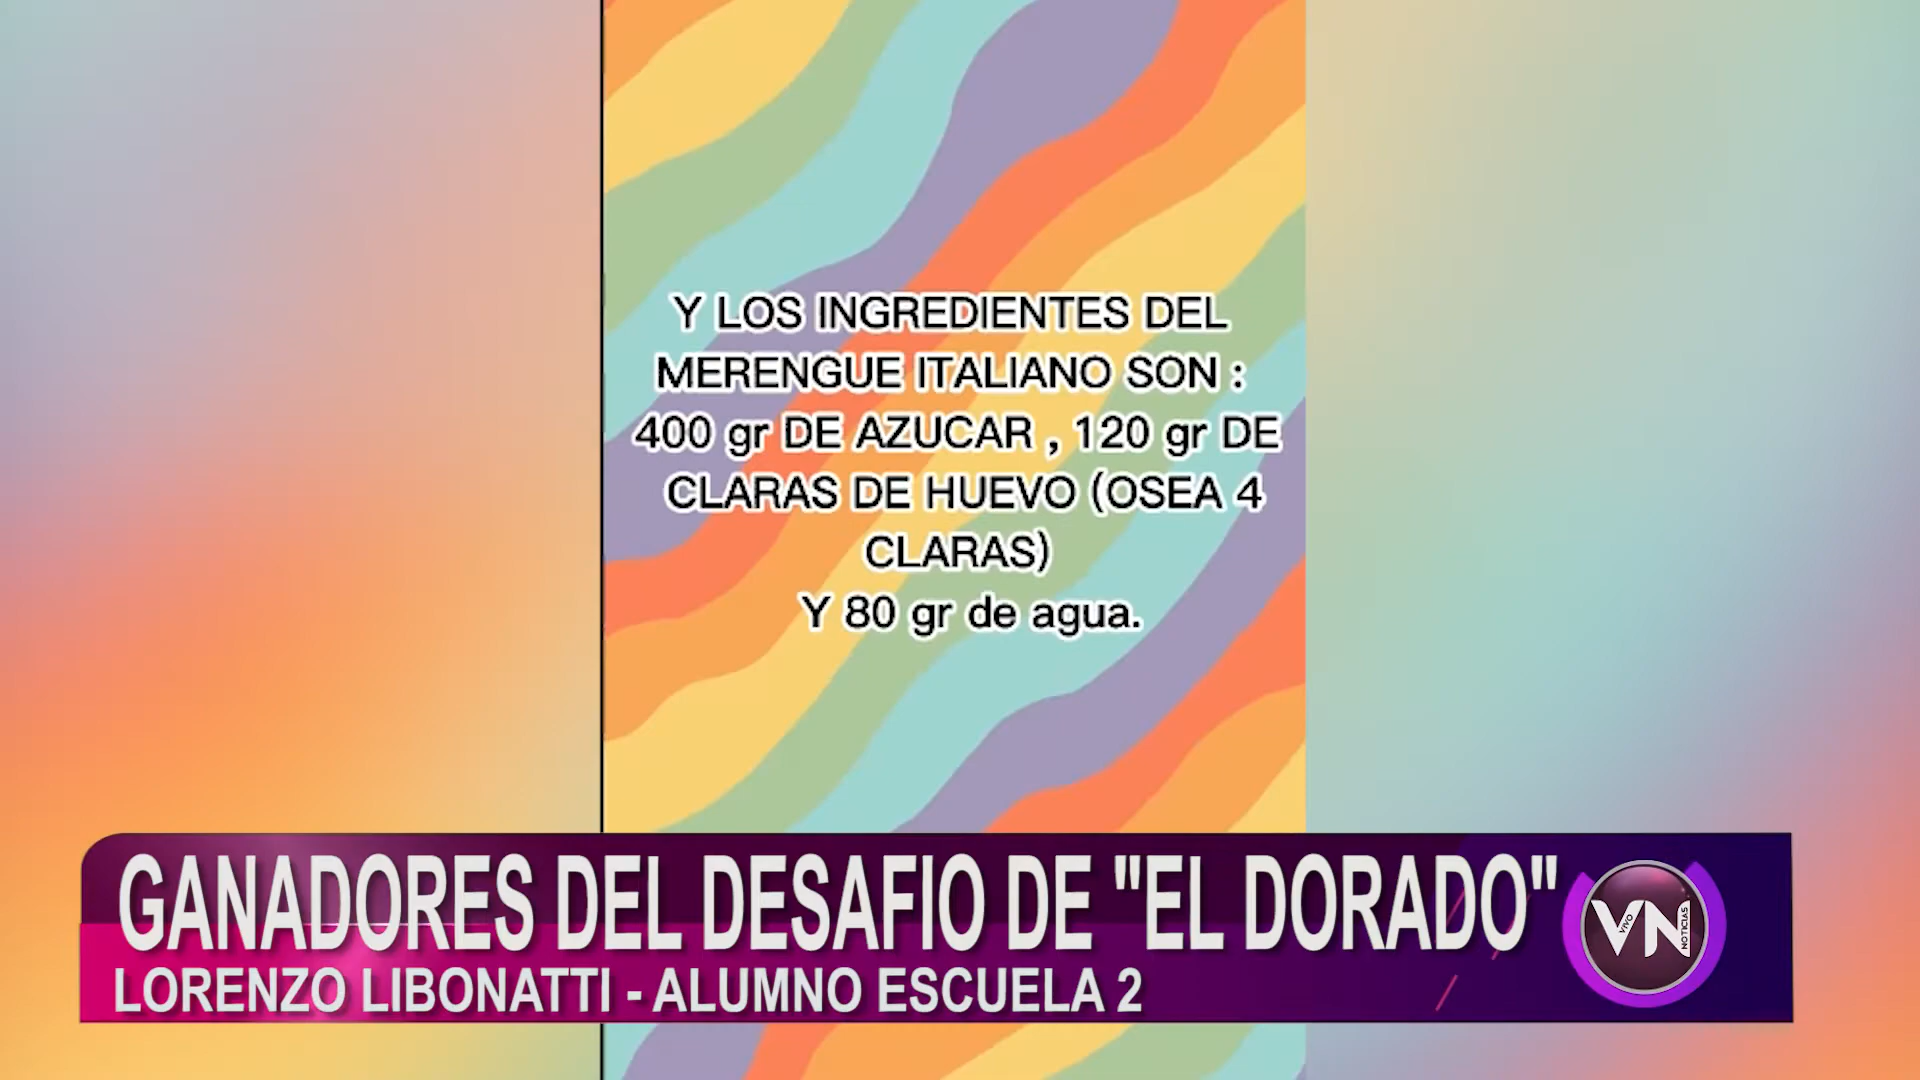 Y LOS INGREDIENTES DEL
MERENGUE ITALIANO SON :
400 gr DE AZUCAR , 120 gr DE
CLARAS DE HUEVO (OSEA 4
CLARAS)
Y 80 gr de agua.
GANADORES DEL DESAFIO DE "EL DORADO"
LORENZO LIBONATTI - ALUMNO ESCUELA 2
VN
VIVO
NOTICIAS